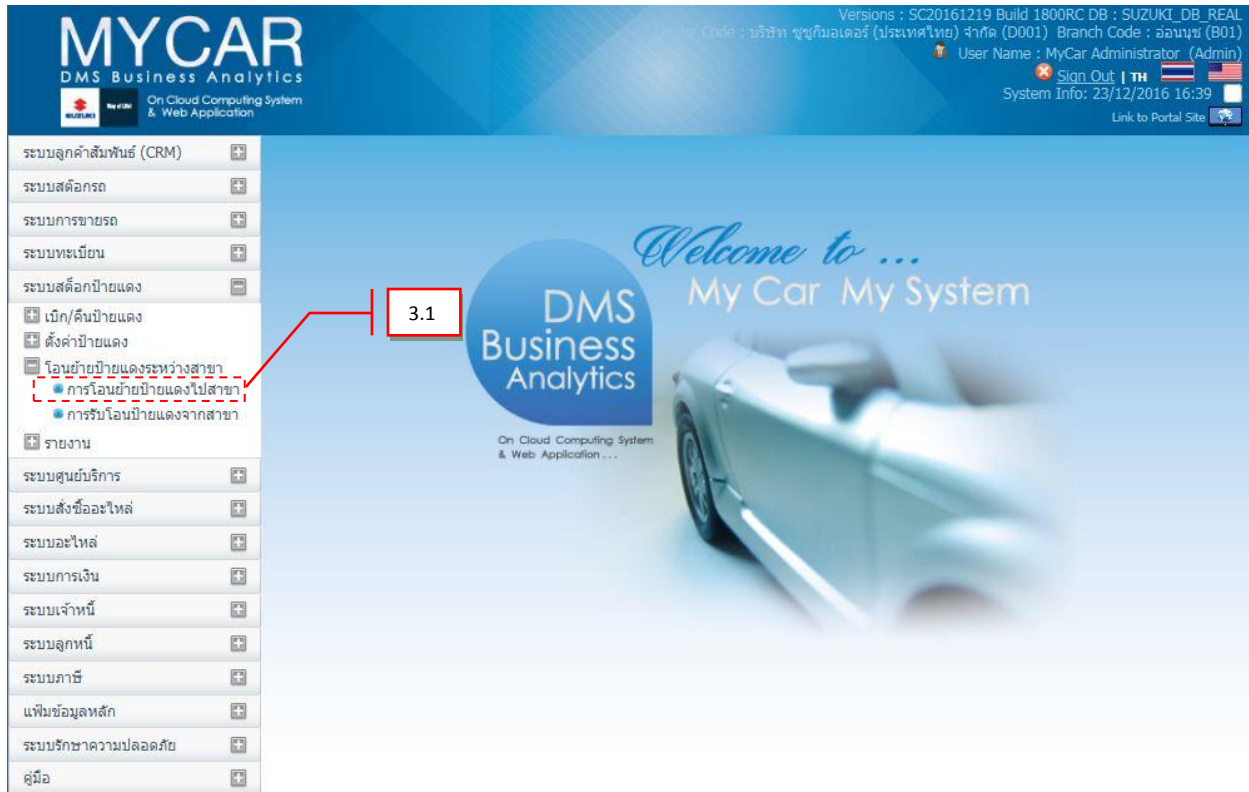 MYCAR
DMS Business Analytics
SUZUKI Way of Life! On Cloud Computing System
& Web Application
Versions : SC20161219 Build 1800RC DB : SUZUKI_DB_REAL
Code : บริษัท ซูซูกิมอเตอร์ (ประเทศไทย) จำกัด (D001) Branch Code : อ่อนนุช (B01)
User Name : MyCar Administrator (Admin)
Sign Out | TH
System Info: 23/12/2016 16:39
Link to Portal Site
ระบบลูกค้าสัมพันธ์ (CRM)
ระบบสต๊อกรถ
ระบบการขายรถ
ระบบทะเบียน
ระบบสต็อกป้ายแดง
เบิก/คืนป้ายแดง
ตั้งค่าป้ายแดง
โอนย้ายป้ายแดงระหว่างสาขา
การโอนย้ายป้ายแดงไปสาขา
การรับโอนป้ายแดงจากสาขา
รายงาน
ระบบศูนย์บริการ
ระบบสั่งซื้ออะไหล่
ระบบอะไหล่
ระบบการเงิน
ระบบเจ้าหนี้
ระบบลูกหนี้
ระบบภาษี
แฟ้มข้อมูลหลัก
ระบบรักษาความปลอดภัย
คู่มือ
3.1
Welcome to ...
My Car My System
DMS
Business
Analytics
On Cloud Computing System
& Web Application . . .